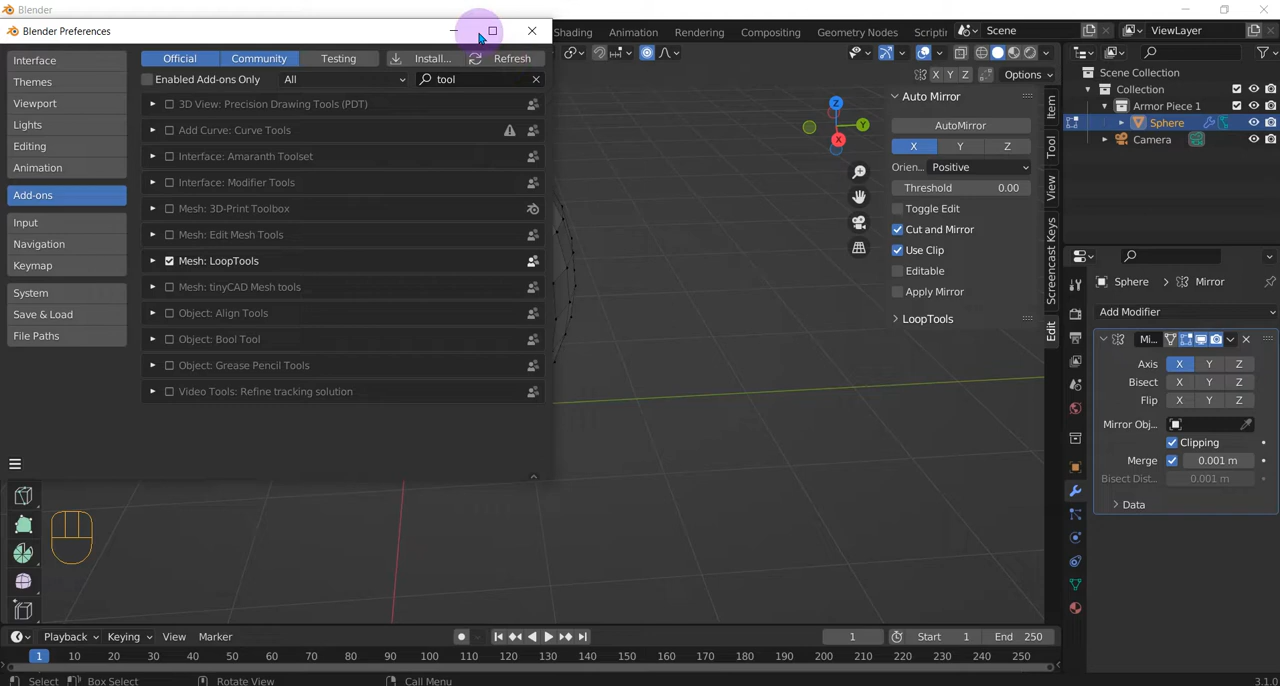 Blender
Blender Preferences
Shading Animation Rendering Compositing Geometry Nodes Scriptin Scene ViewLayer
Interface
Themes
Viewport
Lights
Editing
Animation
Add-ons
Input
Navigation
Keymap
System
Save & Load
File Paths
Official Community Testing Install... Refresh
Enabled Add-ons Only All tool
3D View: Precision Drawing Tools (PDT)
Add Curve: Curve Tools
Interface: Amaranth Toolset
Interface: Modifier Tools
Mesh: 3D-Print Toolbox
Mesh: Edit Mesh Tools
Mesh: LoopTools
Mesh: tinyCAD Mesh tools
Object: Align Tools
Object: Bool Tool
Object: Grease Pencil Tools
Video Tools: Refine tracking solution
X Y Z Options
Z
Y
X
Auto Mirror
AutoMirror
X Y Z
Orien... Positive
Threshold 0.00
Toggle Edit
Cut and Mirror
Use Clip
Editable
Apply Mirror
LoopTools
Item
Tool
View
Screencast Keys
Edit
Scene Collection
Collection
Armor Piece 1
Sphere
Camera
Sphere Mirror
Add Modifier
Mi...
Axis X Y Z
Bisect X Y Z
Flip X Y Z
Mirror Obj...
Clipping
Merge 0.001 m
Bisect Dist... 0.001 m
Data
Playback Keying View Marker 1 Start 1 End 250
1 10 20 30 40 50 60 70 80 90 100 110 120 130 140 150 160 170 180 190 200 210 220 230 240 250
Select Box Select Rotate View Call Menu 3.1.0